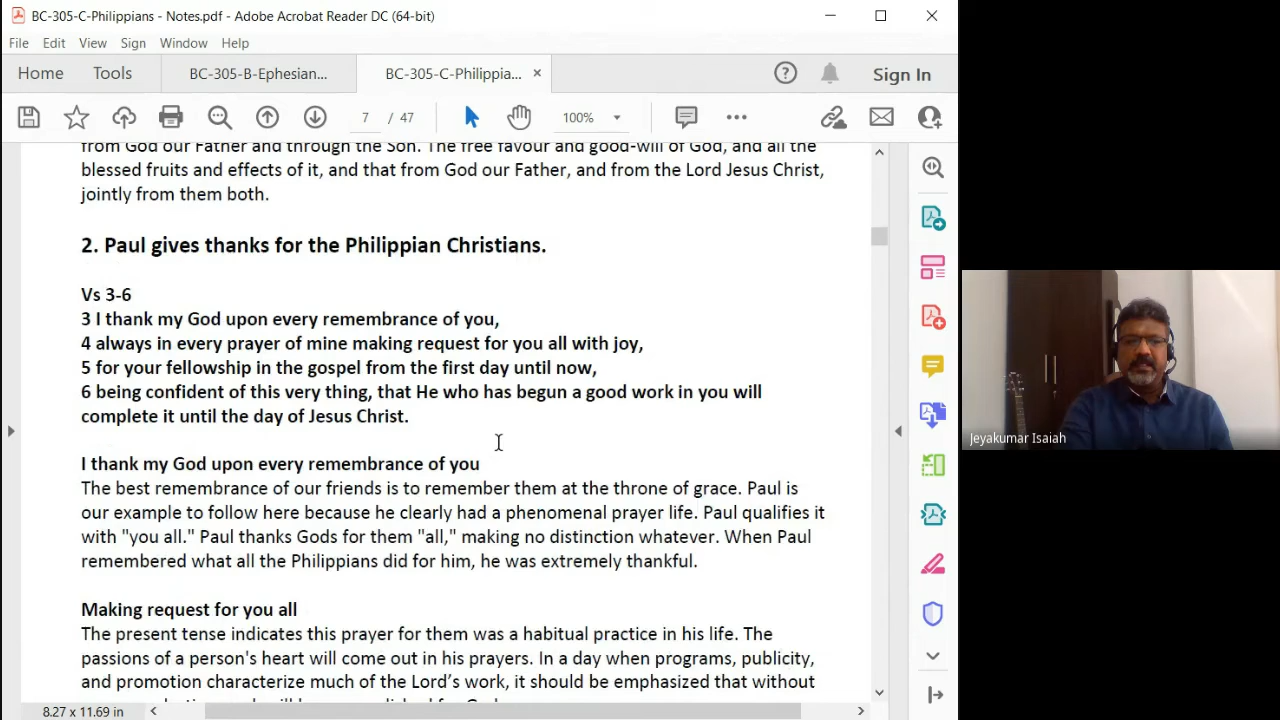 BC-305-C-Philippians - Notes.pdf - Adobe Acrobat Reader DC (64-bit)
File Edit View Sign Window Help
Home Tools BC-305-B-Ephesian... BC-305-C-Philippia... Sign In
7 / 47 100%
from God our Father and through the Son. The free favour and good-will of God, and all the
blessed fruits and effects of it, and that from God our Father, and from the Lord Jesus Christ,
jointly from them both.
2. Paul gives thanks for the Philippian Christians.
Vs 3-6
3 I thank my God upon every remembrance of you,
4 always in every prayer of mine making request for you all with joy,
5 for your fellowship in the gospel from the first day until now,
6 being confident of this very thing, that He who has begun a good work in you will
complete it until the day of Jesus Christ.
I thank my God upon every remembrance of you
The best remembrance of our friends is to remember them at the throne of grace. Paul is
our example to follow here because he clearly had a phenomenal prayer life. Paul qualifies it
with "you all." Paul thanks Gods for them "all," making no distinction whatever. When Paul
remembered what all the Philippians did for him, he was extremely thankful.
Making request for you all
The present tense indicates this prayer for them was a habitual practice in his life. The
passions of a person's heart will come out in his prayers. In a day when programs, publicity,
and promotion characterize much of the Lord's work, it should be emphasized that without
8.27 x 11.69 in
Jeyakumar Isaiah